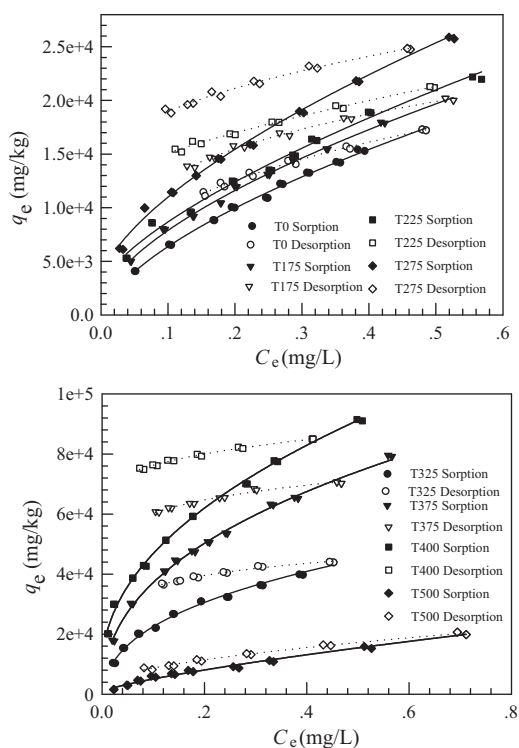 2.5e+4
2.0e+4
1.5e+4
1.0e+4
5.0e+3
0.0
qe (mg/kg)
T0 Sorption
T0 Desorption
T175 Sorption
T175 Desorption
T225 Sorption
T225 Desorption
T275 Sorption
T275 Desorption
0.0 .1 .2 .3 .4 .5 .6
Ce (mg/L)
1e+5
8e+4
6e+4
4e+4
2e+4
0
qe (mg/kg)
T325 Sorption
T325 Desorption
T375 Sorption
T375 Desorption
T400 Sorption
T400 Desorption
T500 Sorption
T500 Desorption
0.0 .2 .4 .6 .8
Ce (mg/L)